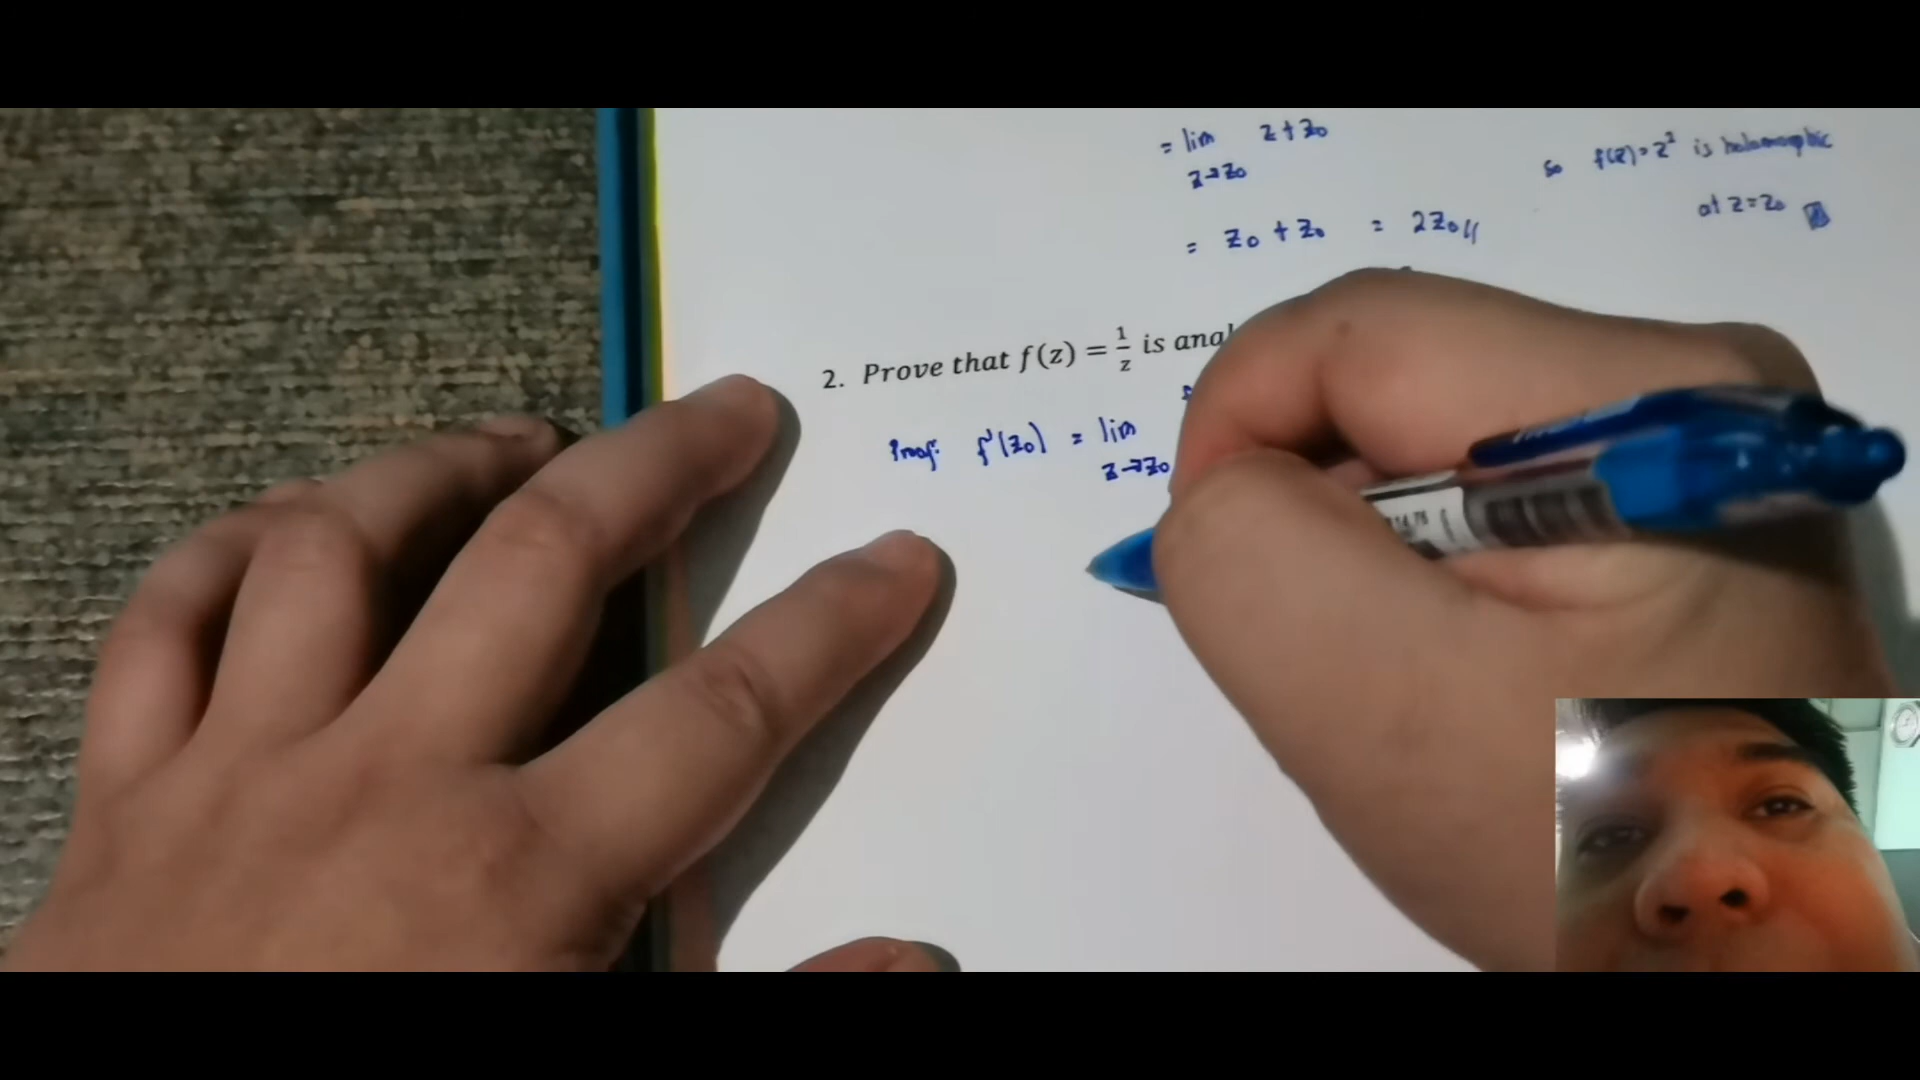 = lim z + z₀
z→z₀
= z₀ + z₀ = 2z₀//
so f(z) = z² is holomorphic
at z = z₀
2. Prove that f(z) = 1/z is anal
Proof: f'(z₀) = lim
z→z₀